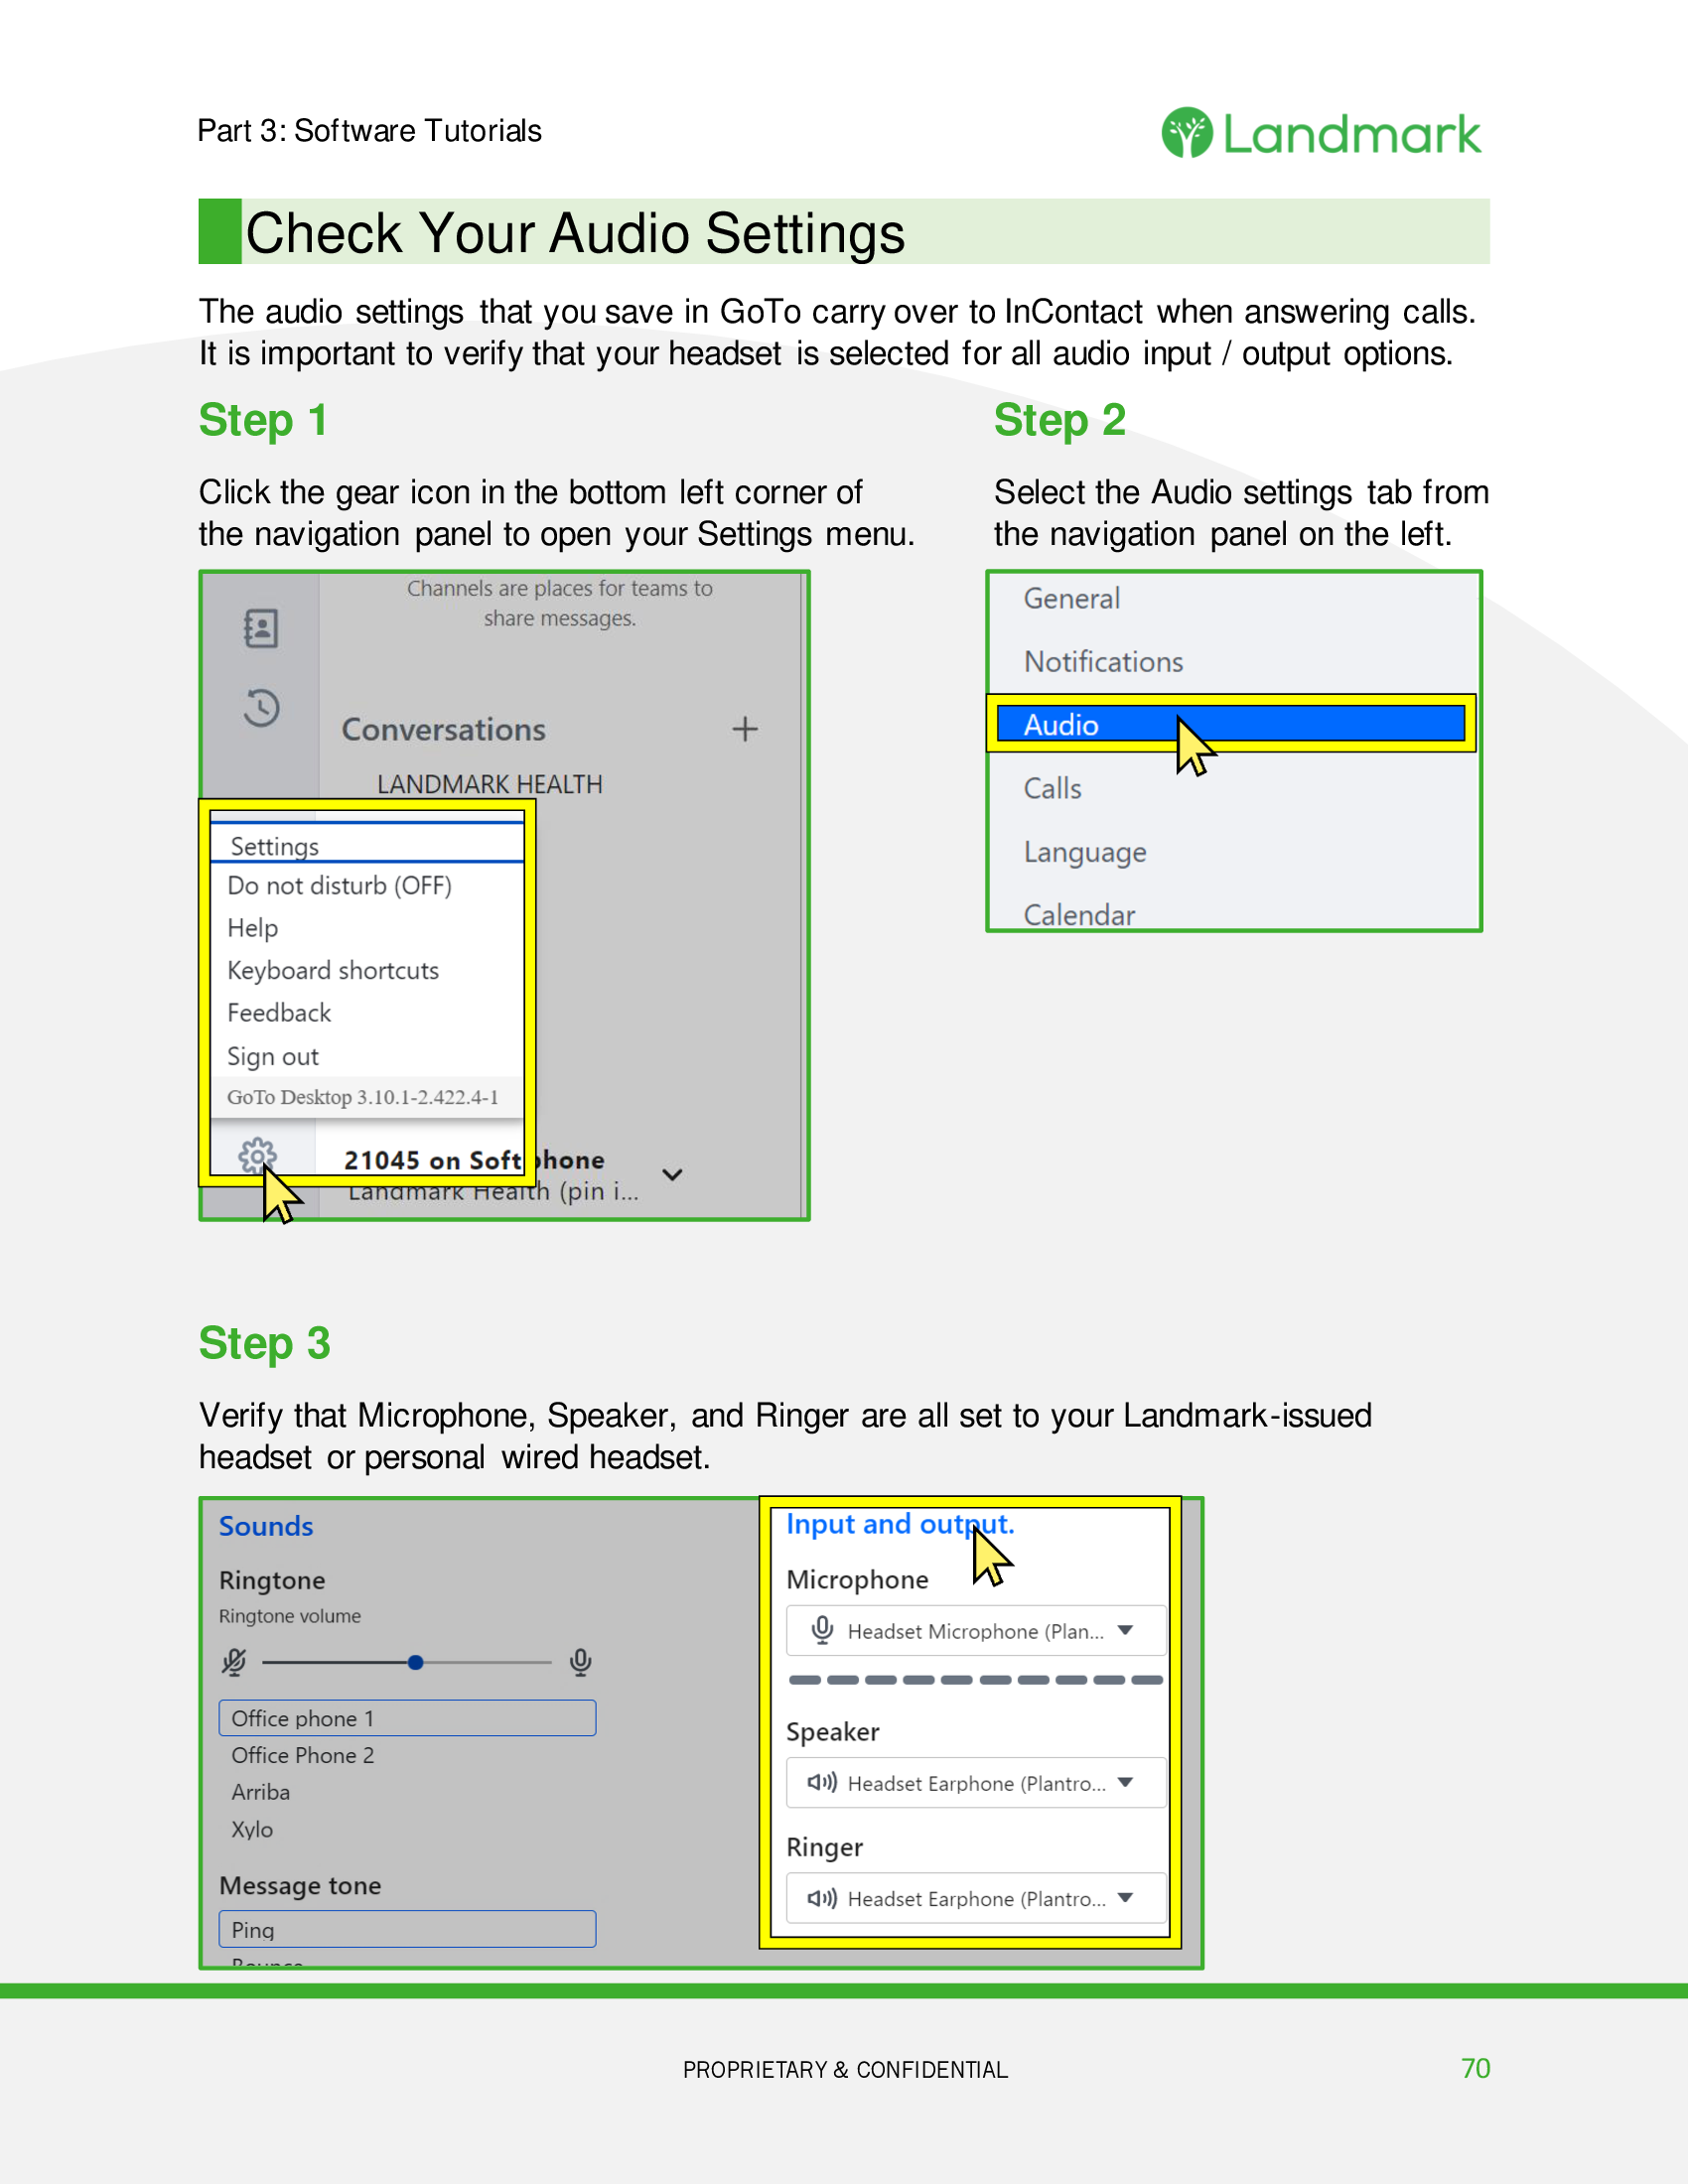 Part 3: Software Tutorials
Landmark
Check Your Audio Settings
The audio settings that you save in GoTo carry over to InContact when answering calls.
It is important to verify that your headset is selected for all audio input / output options.
Step 1
Click the gear icon in the bottom left corner of
the navigation panel to open your Settings menu.
Channels are places for teams to
share messages.
Conversations
LANDMARK HEALTH
Settings
Do not disturb (OFF)
Help
Keyboard shortcuts
Feedback
Sign out
GoTo Desktop 3.10.1-2.422.4-1
21045 on Softphone
Landmark Health (pin i...
Step 2
Select the Audio settings tab from
the navigation panel on the left.
General
Notifications
Audio
Calls
Language
Calendar
Step 3
Verify that Microphone, Speaker, and Ringer are all set to your Landmark-issued
headset or personal wired headset.
Sounds
Ringtone
Ringtone volume
Office phone 1
Office Phone 2
Arriba
Xylo
Message tone
Ping
Bounce
Input and output.
Microphone
Headset Microphone (Plan...
Speaker
Headset Earphone (Plantro...
Ringer
Headset Earphone (Plantro...
PROPRIETARY & CONFIDENTIAL
70